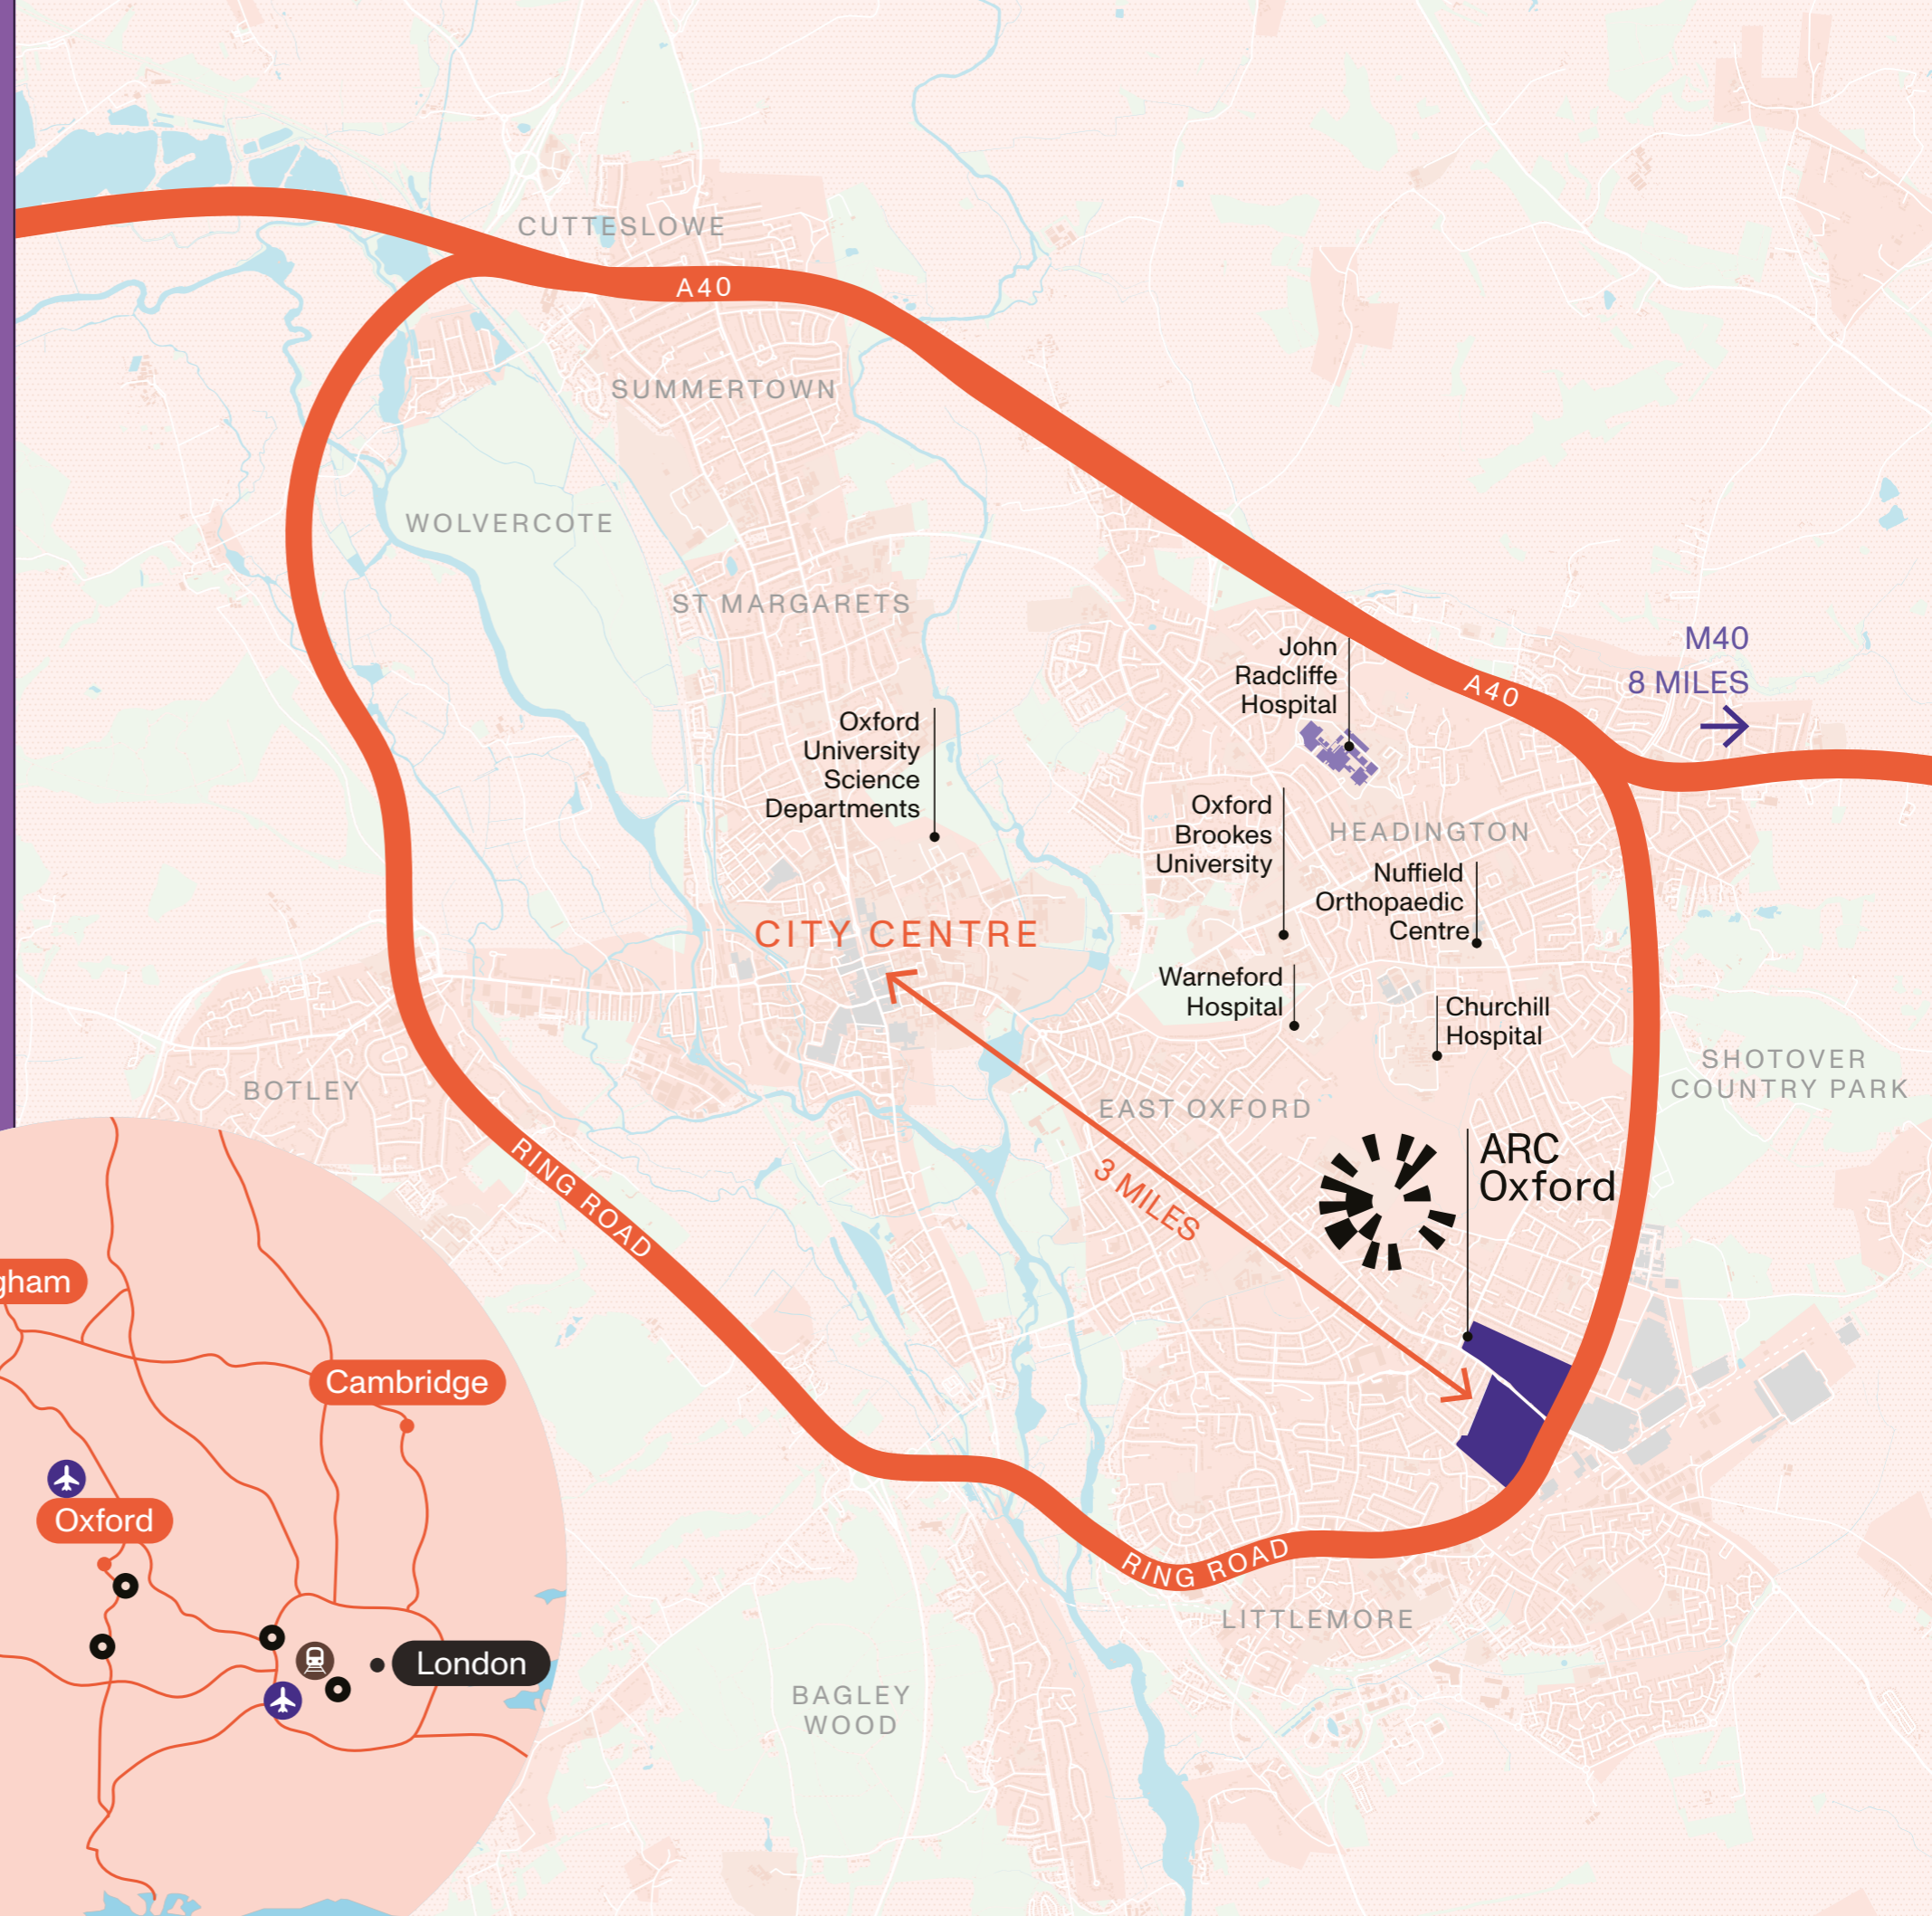 CUTTESLOWE
A40
SUMMERTOWN
WOLVERCOTE
ST MARGARETS
John
Radcliffe
Hospital
M40
8 MILES
A40
Oxford
University
Science
Departments
Oxford
Brookes
University
HEADINGTON
Nuffield
Orthopaedic
Centre
CITY CENTRE
Warneford
Hospital
Churchill
Hospital
SHOTOVER
COUNTRY PARK
BOTLEY
EAST OXFORD
RING ROAD
3 MILES
ARC
Oxford
gham
Cambridge
Oxford
London
RING ROAD
LITTLEMORE
BAGLEY
WOOD